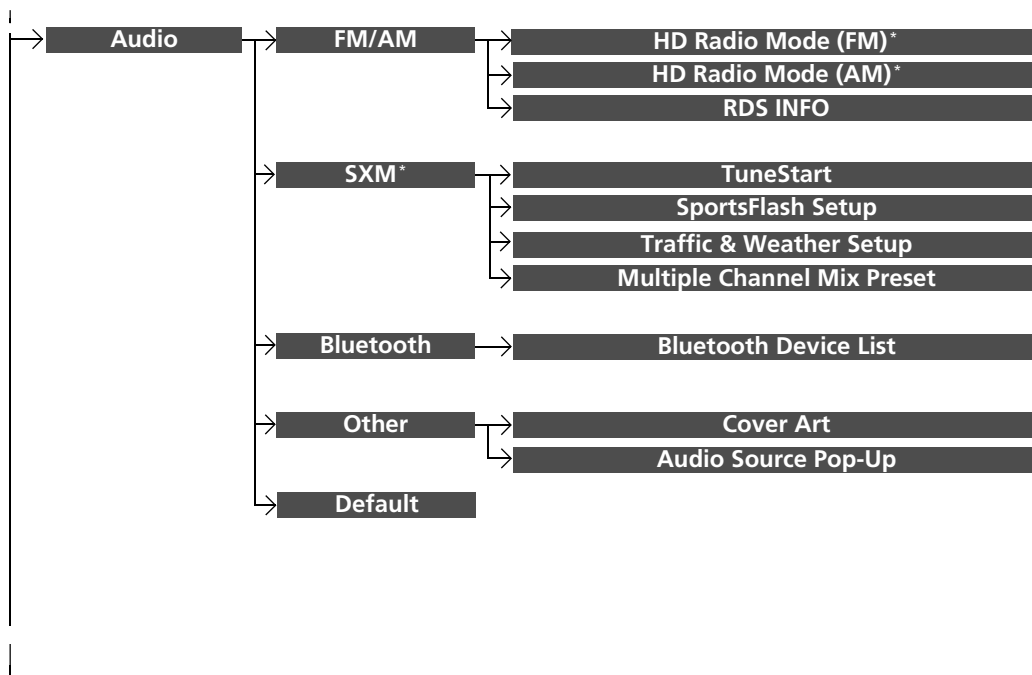 Audio
FM/AM
HD Radio Mode (FM)*
HD Radio Mode (AM)*
RDS INFO
SXM*
TuneStart
SportsFlash Setup
Traffic & Weather Setup
Multiple Channel Mix Preset
Bluetooth
Bluetooth Device List
Other
Cover Art
Audio Source Pop-Up
Default